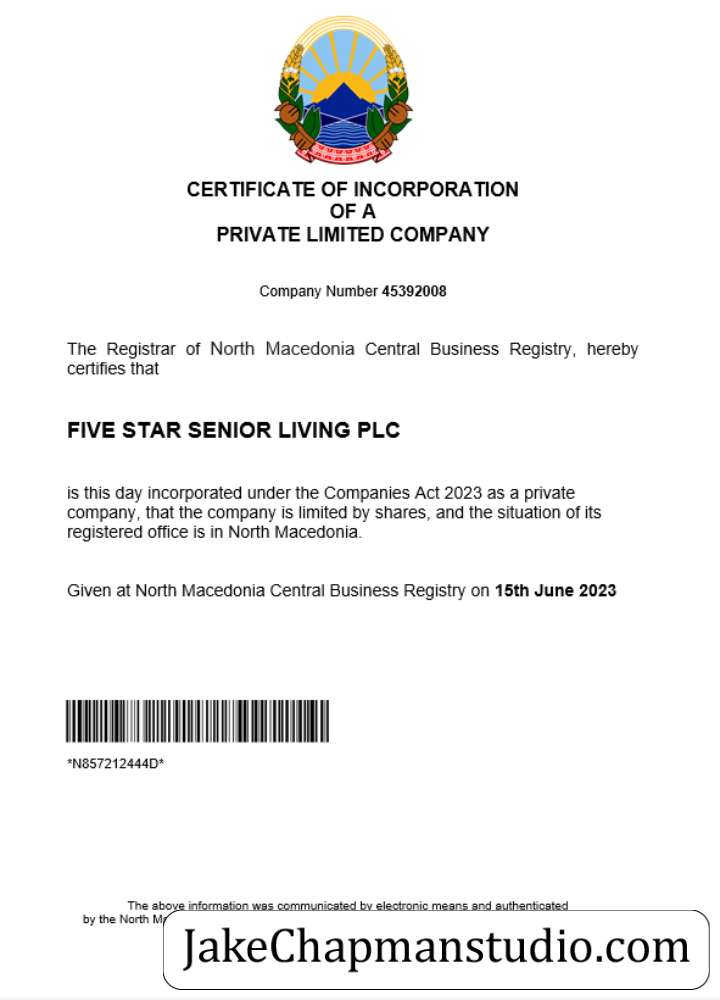 CERTIFICATE OF INCORPORATION
OF A
PRIVATE LIMITED COMPANY
Company Number 45392008
The Registrar of North Macedonia Central Business Registry, hereby
certifies that
FIVE STAR SENIOR LIVING PLC
is this day incorporated under the Companies Act 2023 as a private
company, that the company is limited by shares, and the situation of its
registered office is in North Macedonia.
Given at North Macedonia Central Business Registry on 15th June 2023
*N857212444D*
The above information was communicated by electronic means and authenticated
by the North
JakeChapmanstudio.com